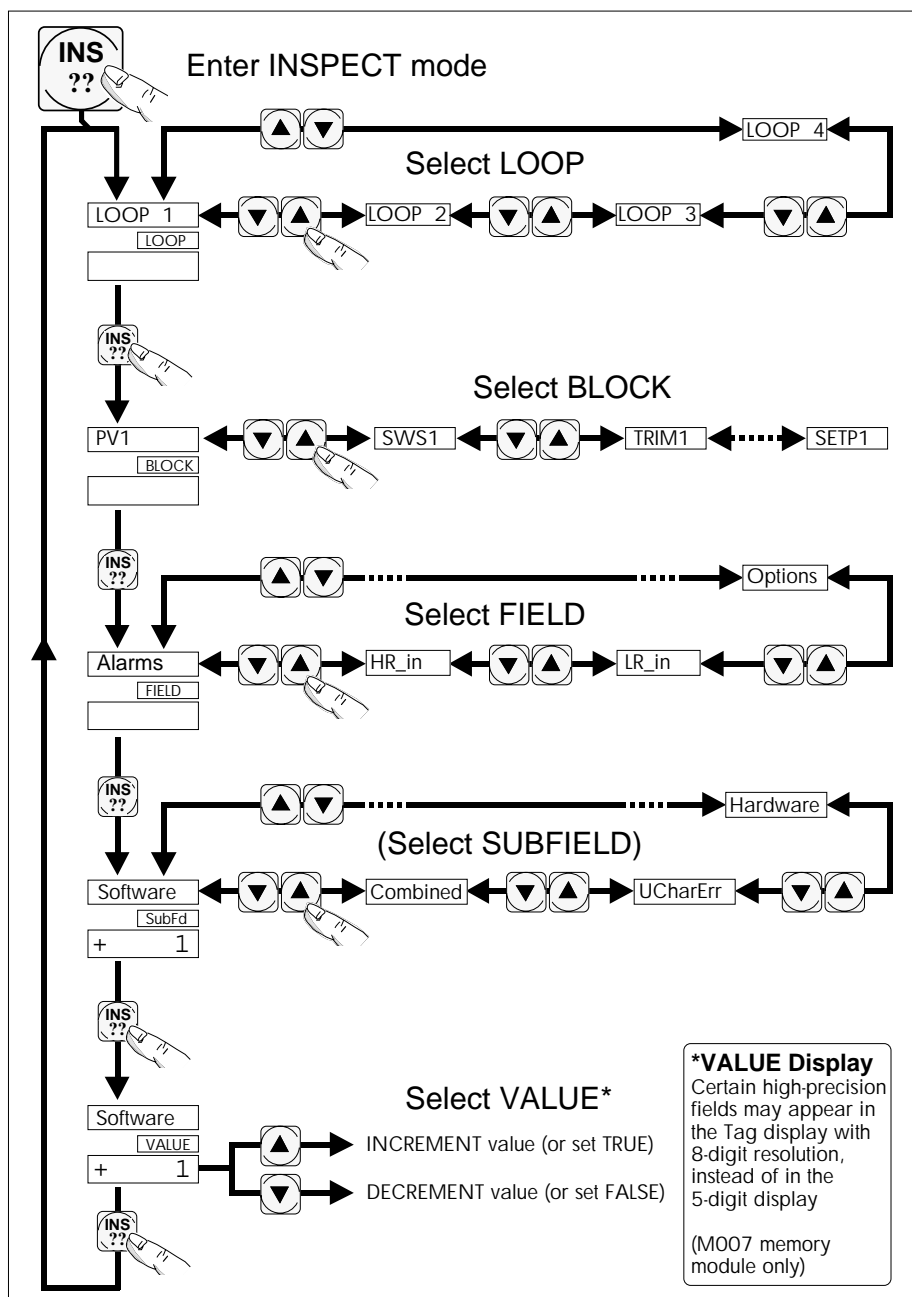 INS
??
Enter INSPECT mode
▲ ▼
LOOP 4
Select LOOP
LOOP 1
▼ ▲
LOOP 2
▼ ▲
LOOP 3
▼ ▲
LOOP
INS
??
Select BLOCK
PV1
▼ ▲
SWS1
▼ ▲
TRIM1
SETP1
BLOCK
INS
??
▲ ▼
Options
Select FIELD
Alarms
▼ ▲
HR_in
▼ ▲
LR_in
▼ ▲
FIELD
INS
??
▲ ▼
Hardware
(Select SUBFIELD)
Software
▼ ▲
Combined
▼ ▲
UCharErr
▼ ▲
SubFd
+ 1
INS
??
Software
VALUE
+ 1
Select VALUE*
▲
INCREMENT value (or set TRUE)
▼
DECREMENT value (or set FALSE)
INS
??
*VALUE Display
Certain high-precision
fields may appear in
the Tag display with
8-digit resolution,
instead of in the
5-digit display
(M007 memory
module only)